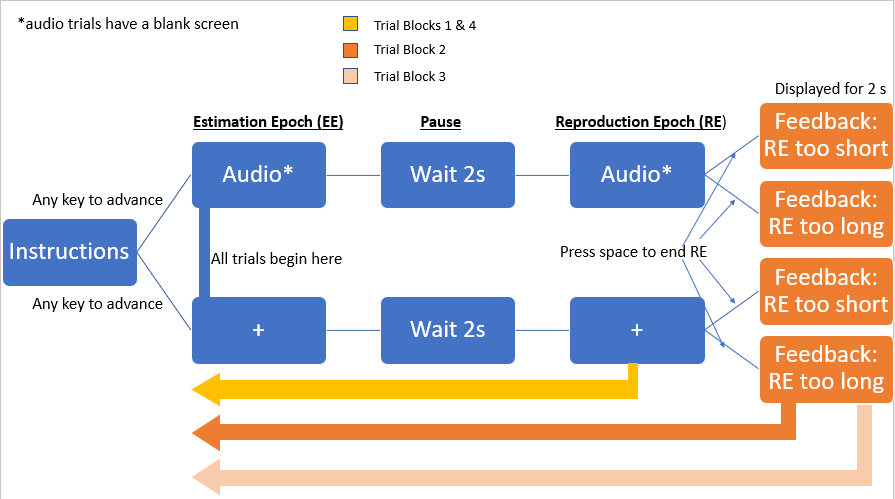 *audio trials have a blank screen
Trial Blocks 1 & 4
Trial Block 2
Trial Block 3
Displayed for 2 s
Estimation Epoch (EE)
Pause
Reproduction Epoch (RE)
Feedback:
RE too short
Audio*
Wait 2s
Audio*
Any key to advance
Feedback:
RE too long
Instructions
All trials begin here
Press space to end RE
Feedback:
RE too short
Any key to advance
+
Wait 2s
+
Feedback:
RE too long